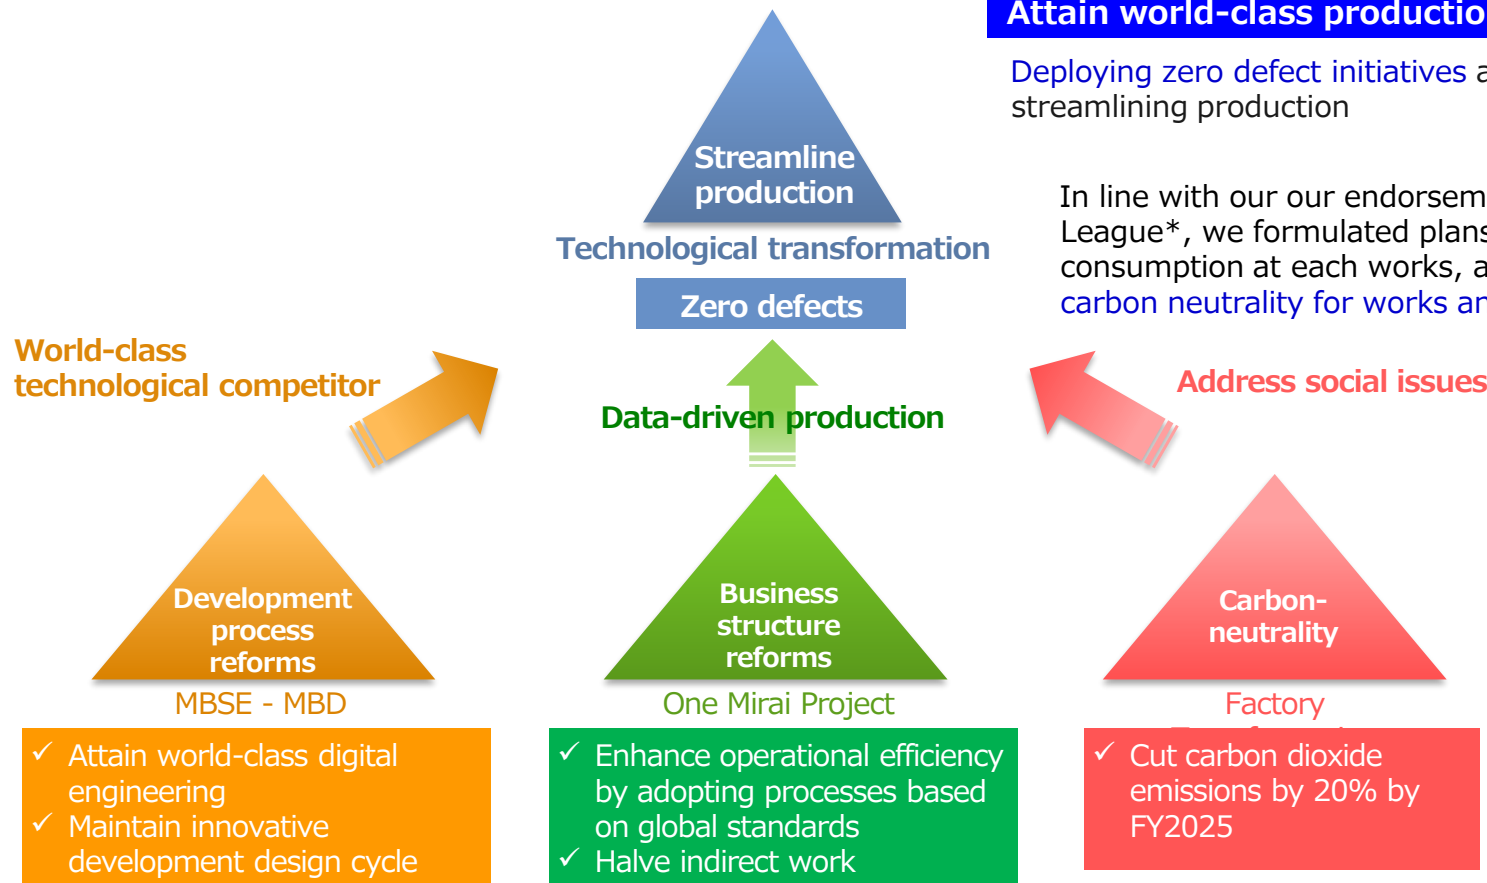 Attain world-class
Deploying zero defect initiatives
streamlining production
Streamline
production
In line with our our
League*, we formulated plans
consumption at each works,
carbon neutrality for works
Technological transformation
Zero defects
World-class
technological competitor
Data-driven production
Address social issues
Development
process
reforms
MBSE - MBD
✓ Attain world-class digital
engineering
✓ Maintain innovative
development design cycle
Business
structure
reforms
One Mirai Project
✓ Enhance operational efficiency
by adopting processes based
on global standards
✓ Halve indirect work
Carbon-
neutrality
Factory
✓ Cut carbon dioxide
emissions by 20% by
FY2025